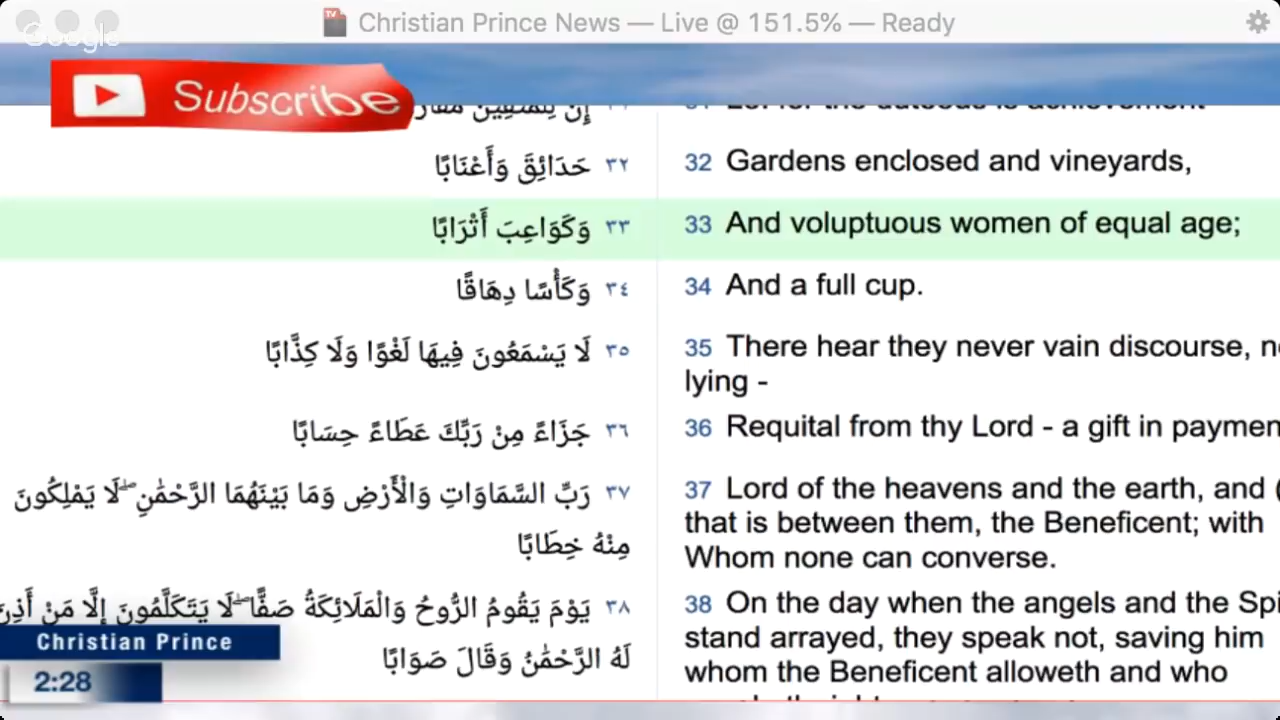 Christian Prince News — Live @ 151.5% — Ready
Google
Subscribe
٣٢ حَدَائِقَ وَأَعْنَابًا
٣٣ وَكَوَاعِبَ أَتْرَابًا
٣٤ وَكَأْسًا دِهَاقًا
٣٥ لَا يَسْمَعُونَ فِيهَا لَغْوًا وَلَا كِذَّابًا
٣٦ جَزَاءً مِنْ رَبِّكَ عَطَاءً حِسَابًا
٣٧ رَبِّ السَّمَاوَاتِ وَالْأَرْضِ وَمَا بَيْنَهُمَا الرَّحْمَٰنِ ۖ لَا يَمْلِكُونَ
مِنْهُ خِطَابًا
٣٨ يَوْمَ يَقُومُ الرُّوحُ وَالْمَلَائِكَةُ صَفًّا ۖ لَا يَتَكَلَّمُونَ إِلَّا مَنْ أَذِنَ
لَهُ الرَّحْمَٰنُ وَقَالَ صَوَابًا
32 Gardens enclosed and vineyards,
33 And voluptuous women of equal age;
34 And a full cup.
35 There hear they never vain discourse,
lying -
36 Requital from thy Lord - a gift in
37 Lord of the heavens and the earth, and (
that is between them, the Beneficent; with
Whom none can converse.
38 On the day when the angels and the
stand arrayed, they speak not, saving him
whom the Beneficent alloweth and who
Christian Prince
2:28